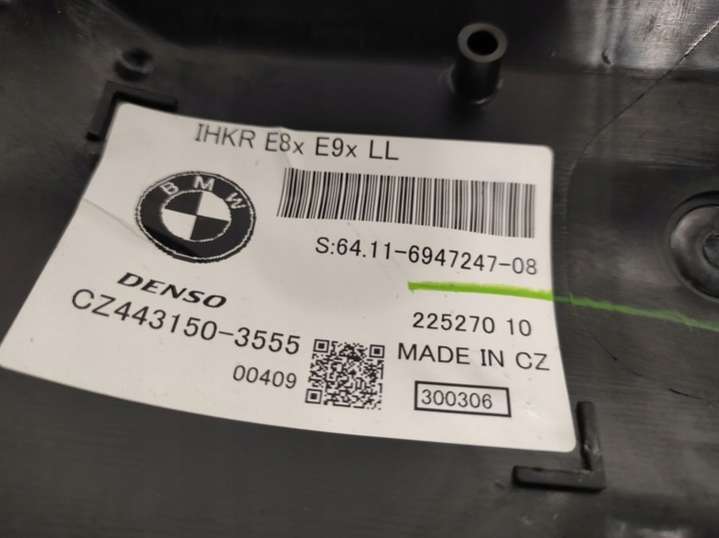 IHKR E8x E9x LL
BMW
S:64.11-6947247-08
DENSO
CZ443150-3555
225270 10
00409
MADE IN CZ
300306